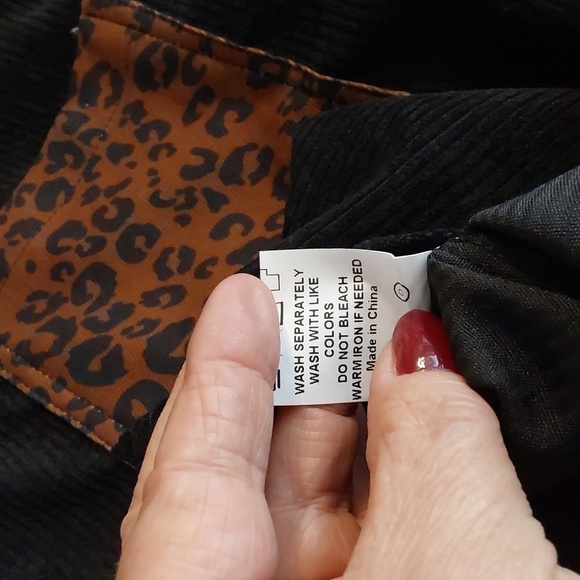 WASH SEPARATELY
WASH WITH LIKE
COLORS
DO NOT BLEACH
WARM IRON IF NEEDED
Made in China